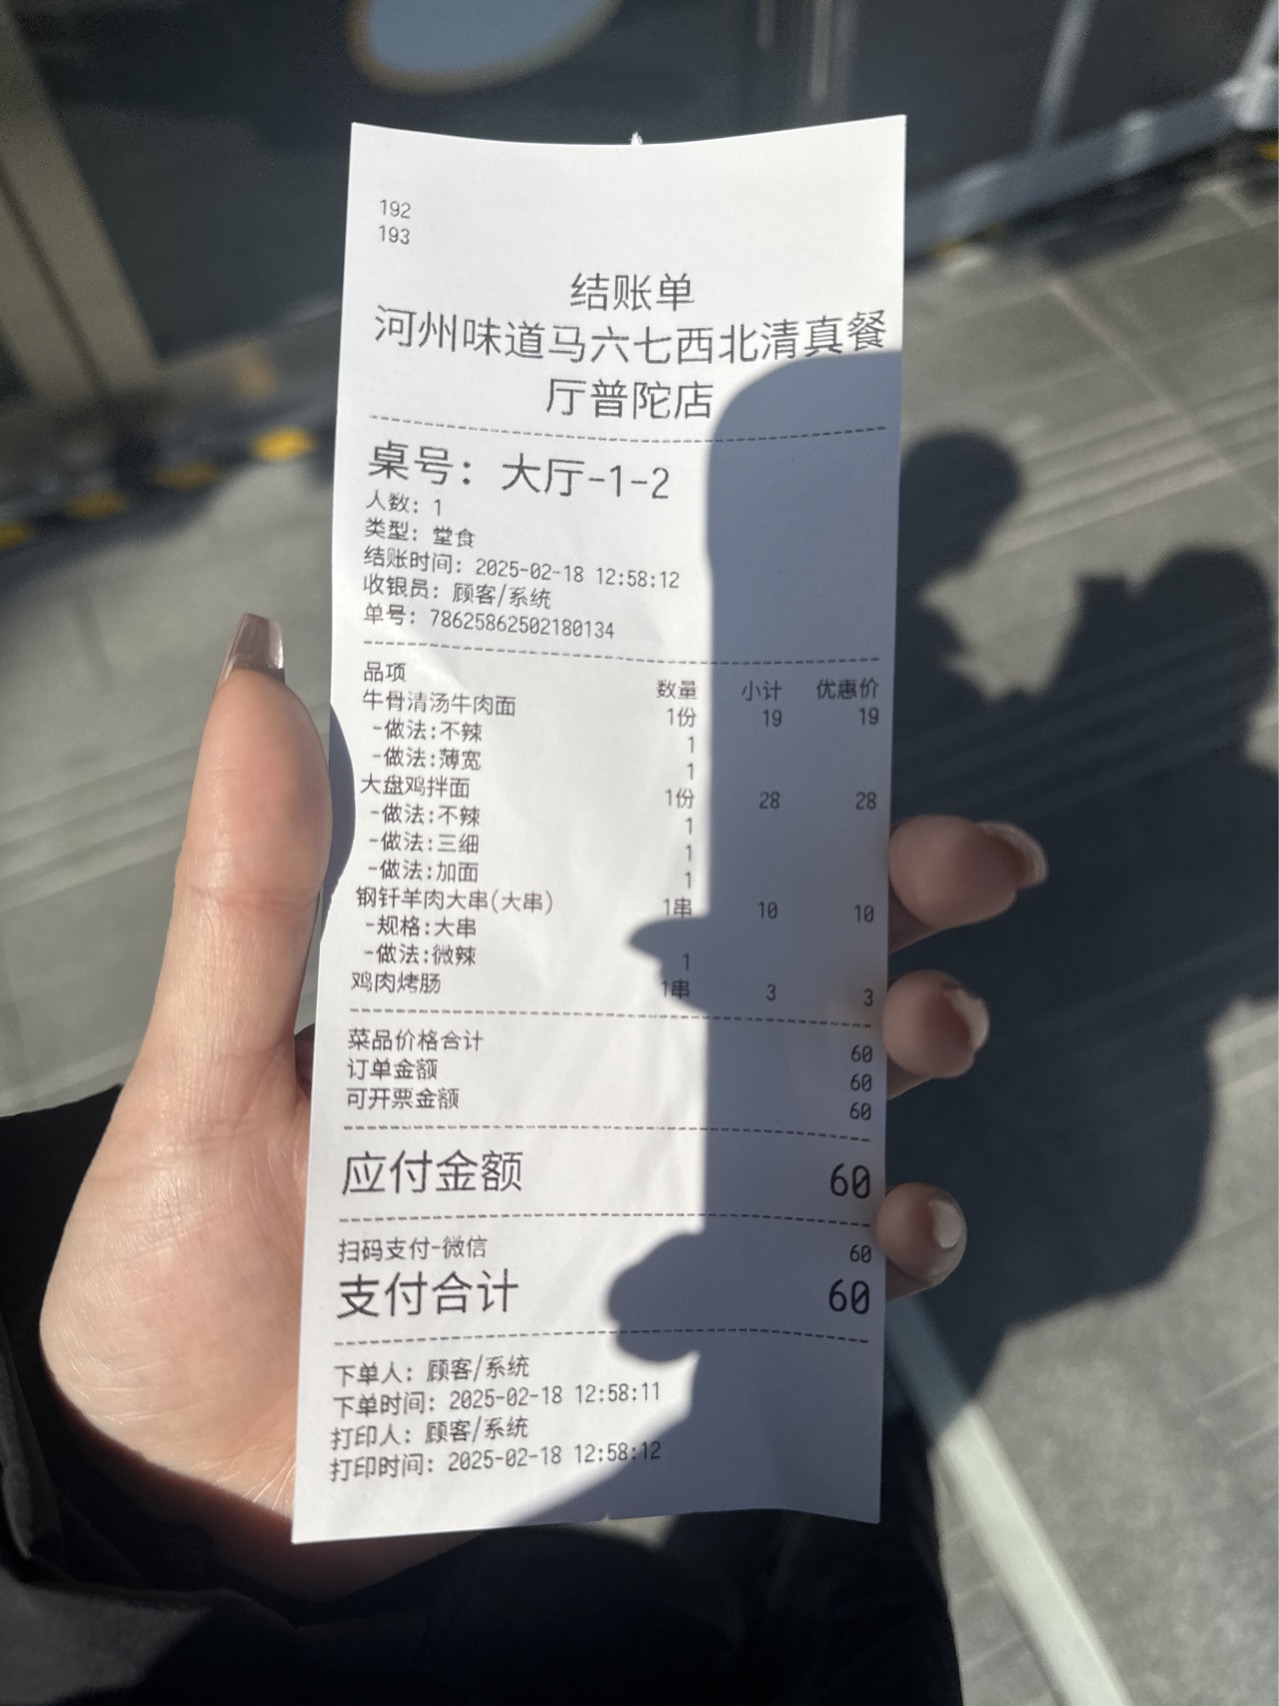 192
193
结账单
河州味道马六七西北清真餐
厅普陀店
桌号：大厅-1-2
人数：1
类型：堂食
结账时间：2025-02-18 12:58:12
收银员：顾客/系统
单号：78625862502180134
品项 数量 小计 优惠价
牛骨清汤牛肉面 1份 19 19
-做法:不辣 1
-做法:薄宽 1
大盘鸡拌面 1份 28 28
-做法:不辣 1
-做法:三细 1
-做法:加面 1
钢钎羊肉大串(大串) 1串 10 10
-规格:大串
-做法:微辣 1
鸡肉烤肠 1串 3 3
菜品价格合计 60
订单金额 60
可开票金额 60
应付金额 60
扫码支付-微信 60
支付合计 60
下单人：顾客/系统
下单时间：2025-02-18 12:58:11
打印人：顾客/系统
打印时间：2025-02-18 12:58:12